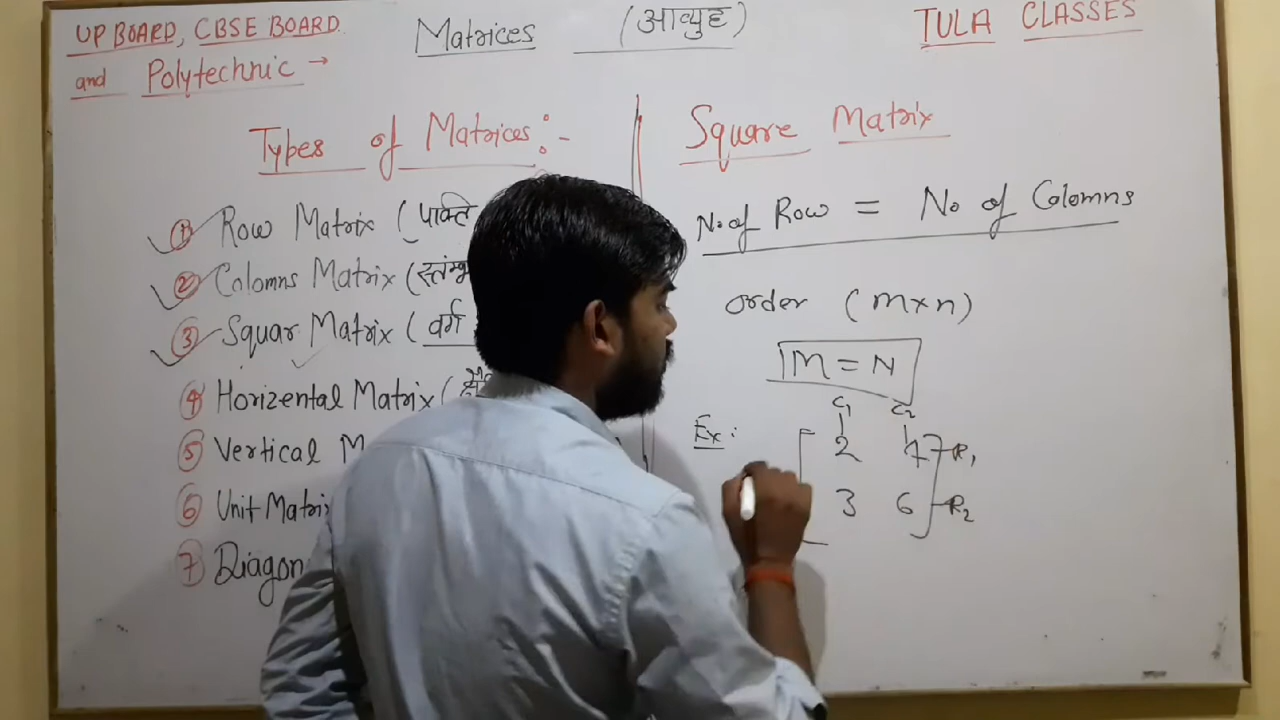 UP BOARD, CBSE BOARD.
and Polytechnic →
Matrices (आव्युह)
TULA CLASSES
Types of Matrices:-
① Row Matrix (पंक्ति
② Colomns Matrix (स्तंम्भ
③ Squar Matrix (वर्ग
④ Horizental Matrix (
⑤ Vertical M
⑥ Unit Matrix
⑦ Diagon
Square Matrix
No of Row = No of Colomns
order (m×n)
M = N
C1 C2
Ex: 2 4 R1
3 6 R2